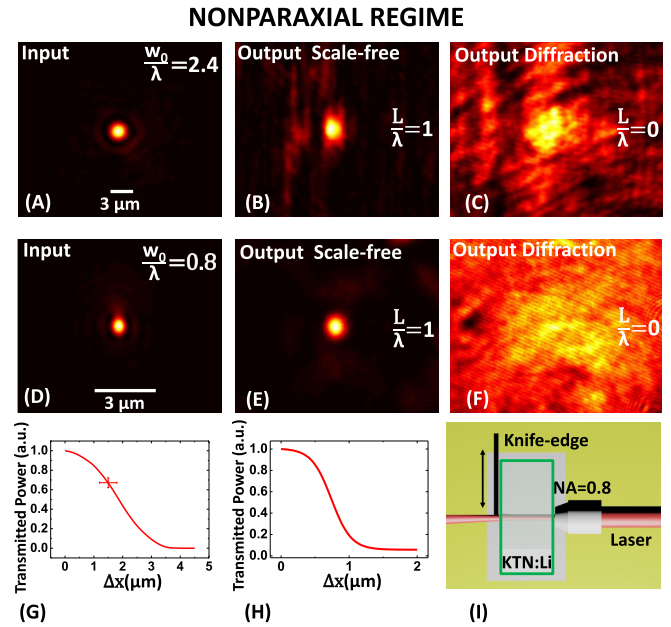 NONPARAXIAL REGIME
Input
w₀/λ=2.4
(A)
3 μm
Output Scale-free
L/λ=1
(B)
Output Diffraction
L/λ=0
(C)
Input
w₀/λ=0.8
(D)
3 μm
Output Scale-free
L/λ=1
(E)
Output Diffraction
L/λ=0
(F)
Transmitted Power (a.u.)
1.0
0.8
0.6
0.4
0.2
0.0
0 1 2 3 4 5
Δx(μm)
(G)
Transmitted Power (a.u.)
1.0
0.8
0.6
0.4
0.2
0.0
0 1 2
Δx(μm)
(H)
Knife-edge
NA=0.8
Laser
KTN:Li
(I)